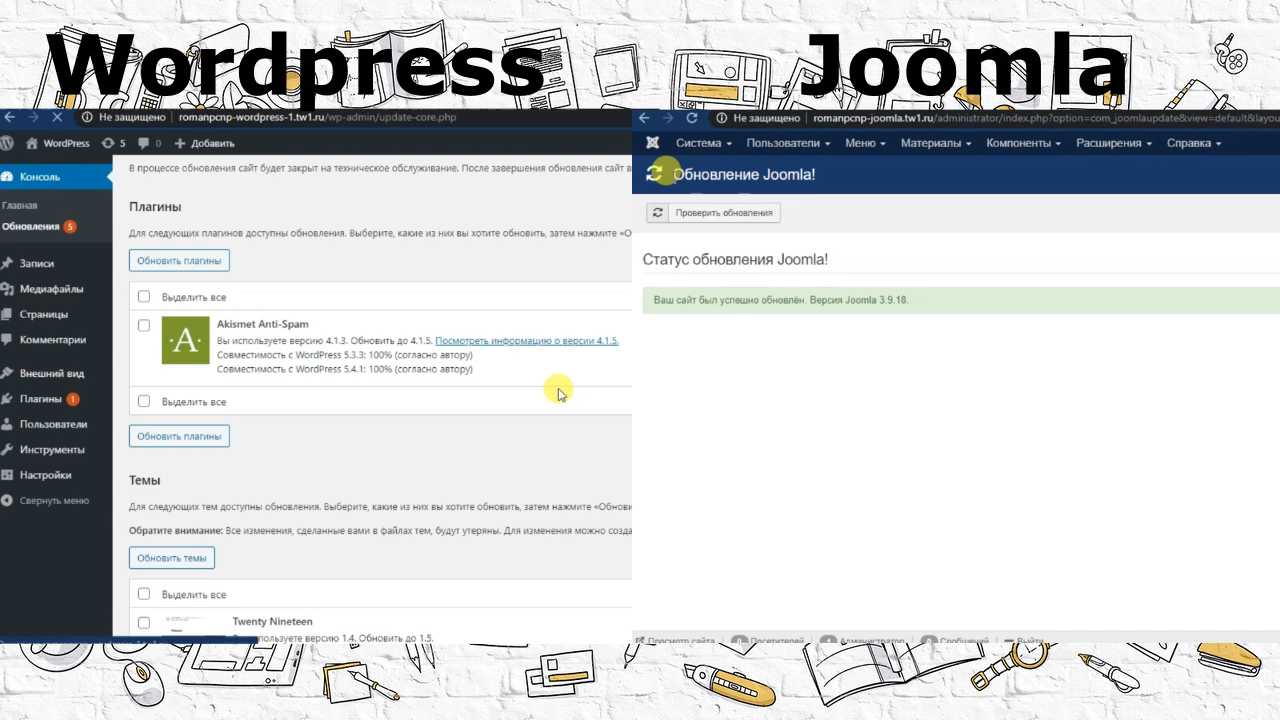 Wordpress
Joomla
Не защищено
romanpcnp-wordpress-1.tw1.ru/wp-admin/update-core.php
WordPress
5
0
Добавить
Консоль
Главная
Обновления 5
Записи
Медиафайлы
Страницы
Комментарии
Внешний вид
Плагины 1
Пользователи
Инструменты
Настройки
Свернуть меню
В процессе обновления сайт будет закрыт на техническое обслуживание. После завершения обновления сайт в
Плагины
Для следующих плагинов доступны обновления. Выберите, какие из них вы хотите обновить, затем нажмите «О
Обновить плагины
Выделить все
Akismet Anti-Spam
Вы используете версию 4.1.3. Обновить до 4.1.5. Посмотреть информацию о версии 4.1.5.
Совместимость с WordPress 5.3.3: 100% (согласно автору)
Совместимость с WordPress 5.4.1: 100% (согласно автору)
A
Выделить все
Обновить плагины
Темы
Для следующих тем доступны обновления. Выберите, какие из них вы хотите обновить, затем нажмите «Обнови
Обратите внимание: Все изменения, сделанные вами в файлах тем, будут утеряны. Для изменения можно созда
Обновить темы
Выделить все
Twenty Nineteen
используете версию 1.4. Обновить до 1.5.
Не защищено
romanpcnp-joomla.tw1.ru/administrator/index.php?option=com_joomlaupdate&view=default&layou
Система
Пользователи
Меню
Материалы
Компоненты
Расширения
Справка
Обновление Joomla!
Проверить обновления
Статус обновления Joomla!
Ваш сайт был успешно обновлён. Версия Joomla 3.9.18.
Просмотр сайта
Посетителей
Администратор
Сообщений
Выйти